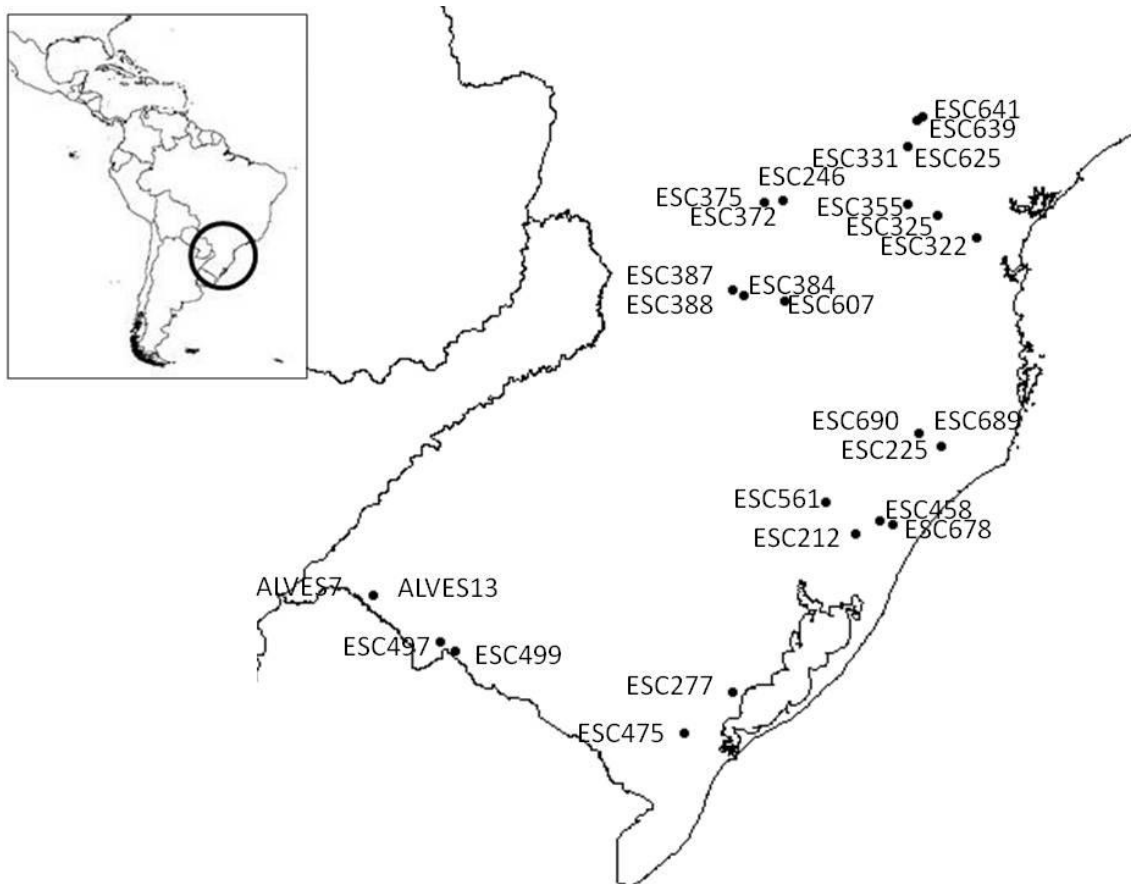 ESC641
ESC639
ESC331 ESC625
ESC246
ESC375
ESC372
ESC355
ESC325
ESC322
ESC387
ESC384
ESC388
ESC607
ESC690 ESC689
ESC225
ESC561
ESC458
ESC678
ESC212
ALVES7 ALVES13
ESC497
ESC499
ESC277
ESC475